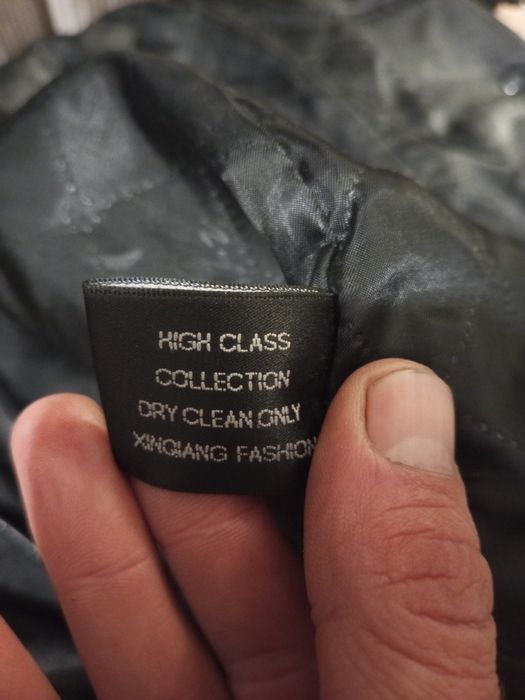 HIGH CLASS
COLLECTION
DRY CLEAN ONLY
XINQIANG FASHION